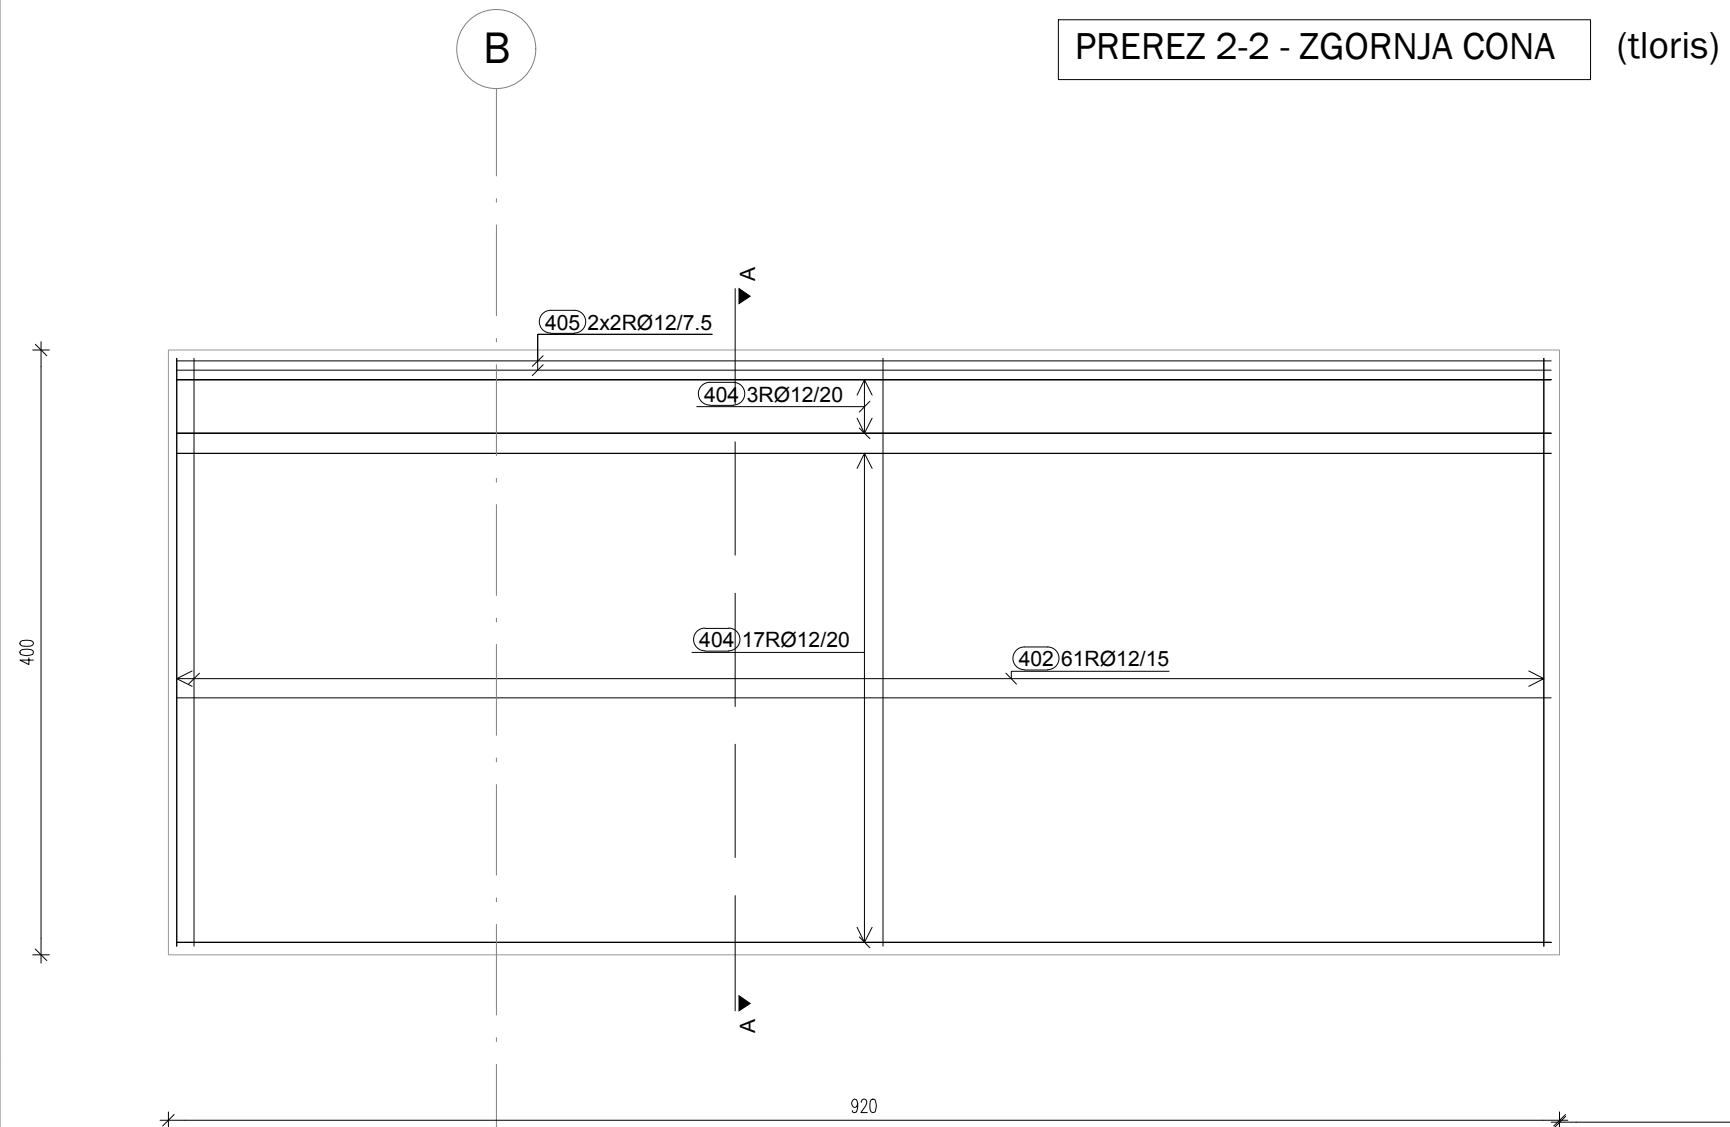 B
PREREZ 2-2 - ZGORNJA CONA (tloris)
A
405 2x2RØ12/7.5
404 3RØ12/20
404 17RØ12/20
402 61RØ12/15
400
A
920